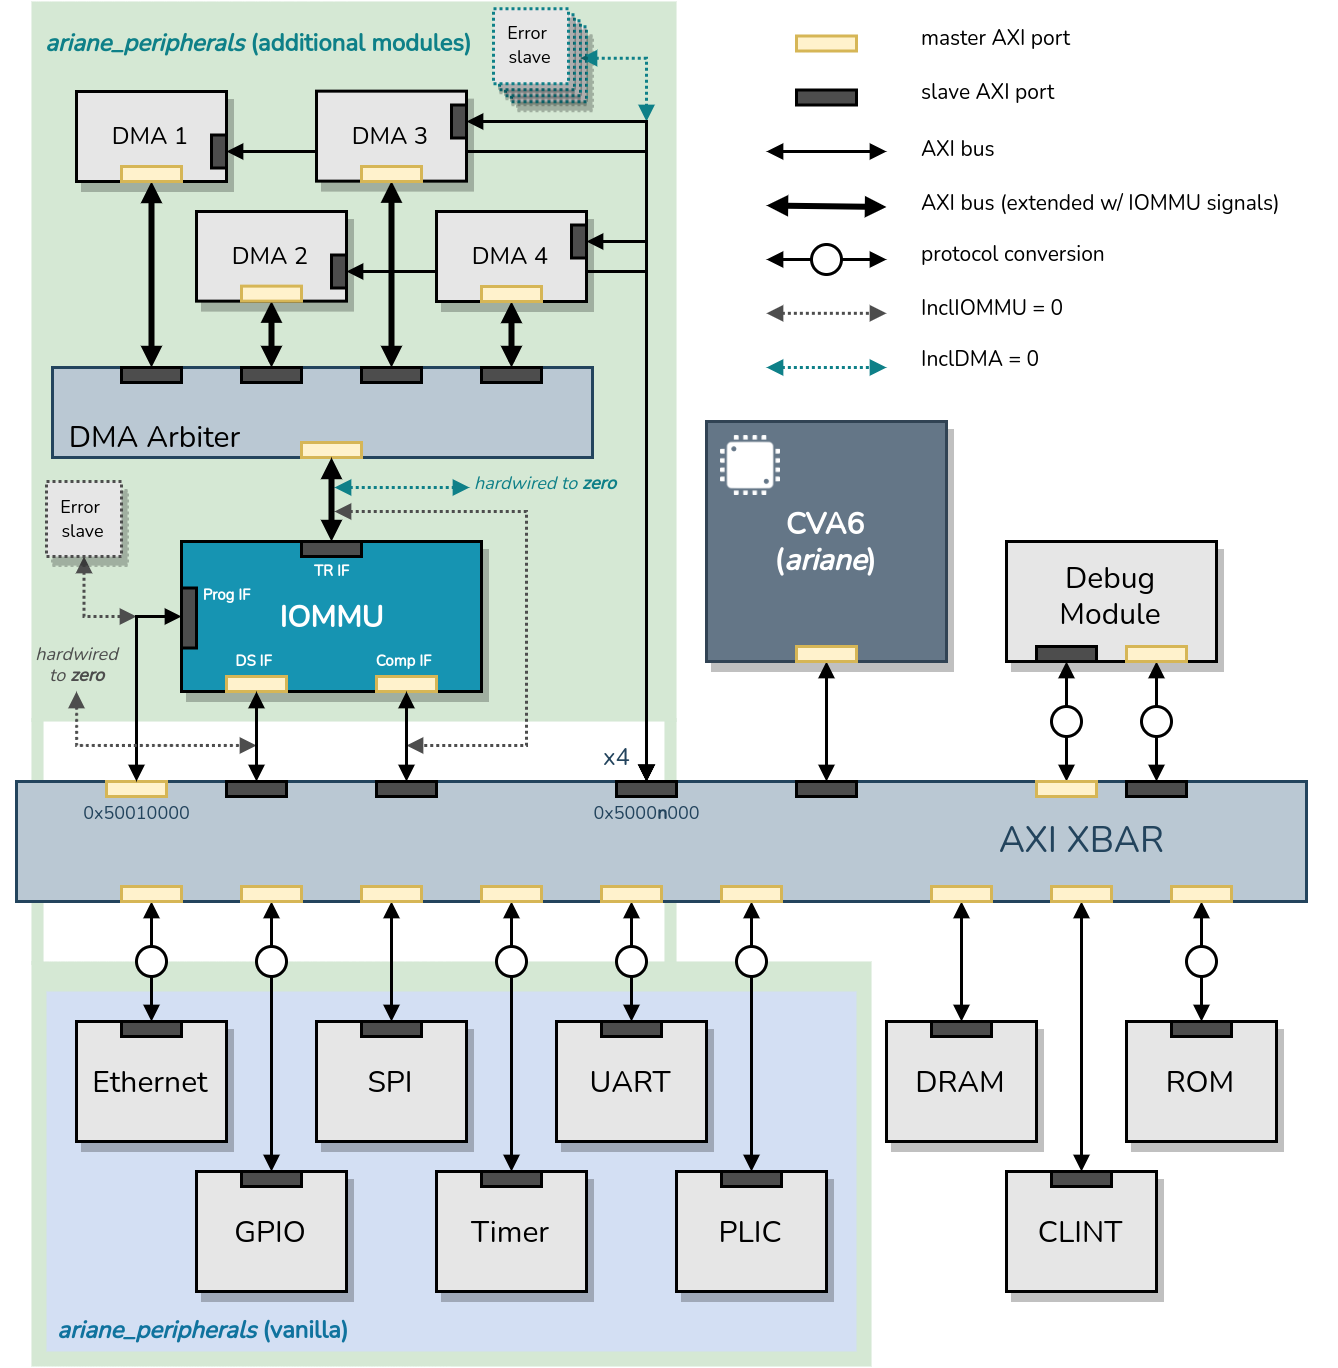 ariane_peripherals (additional modules)
Error
slave
master AXI port
slave AXI port
AXI bus
AXI bus (extended w/ IOMMU signals)
protocol conversion
InclIOMMU = 0
InclDMA = 0
DMA 1
DMA 3
DMA 2
DMA 4
DMA Arbiter
hardwired to zero
Error
slave
TR IF
Prog IF
IOMMU
DS IF
Comp IF
hardwired
to zero
CVA6
(ariane)
Debug
Module
x4
0x50010000
0x5000n000
AXI XBAR
Ethernet
SPI
UART
DRAM
ROM
GPIO
Timer
PLIC
CLINT
ariane_peripherals (vanilla)